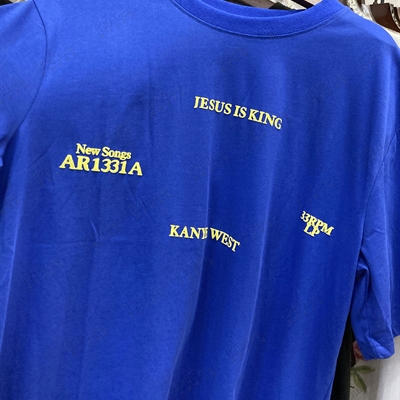 JESUS IS KING
New Songs
AR1331A
33RPM
LP
KANYE WEST